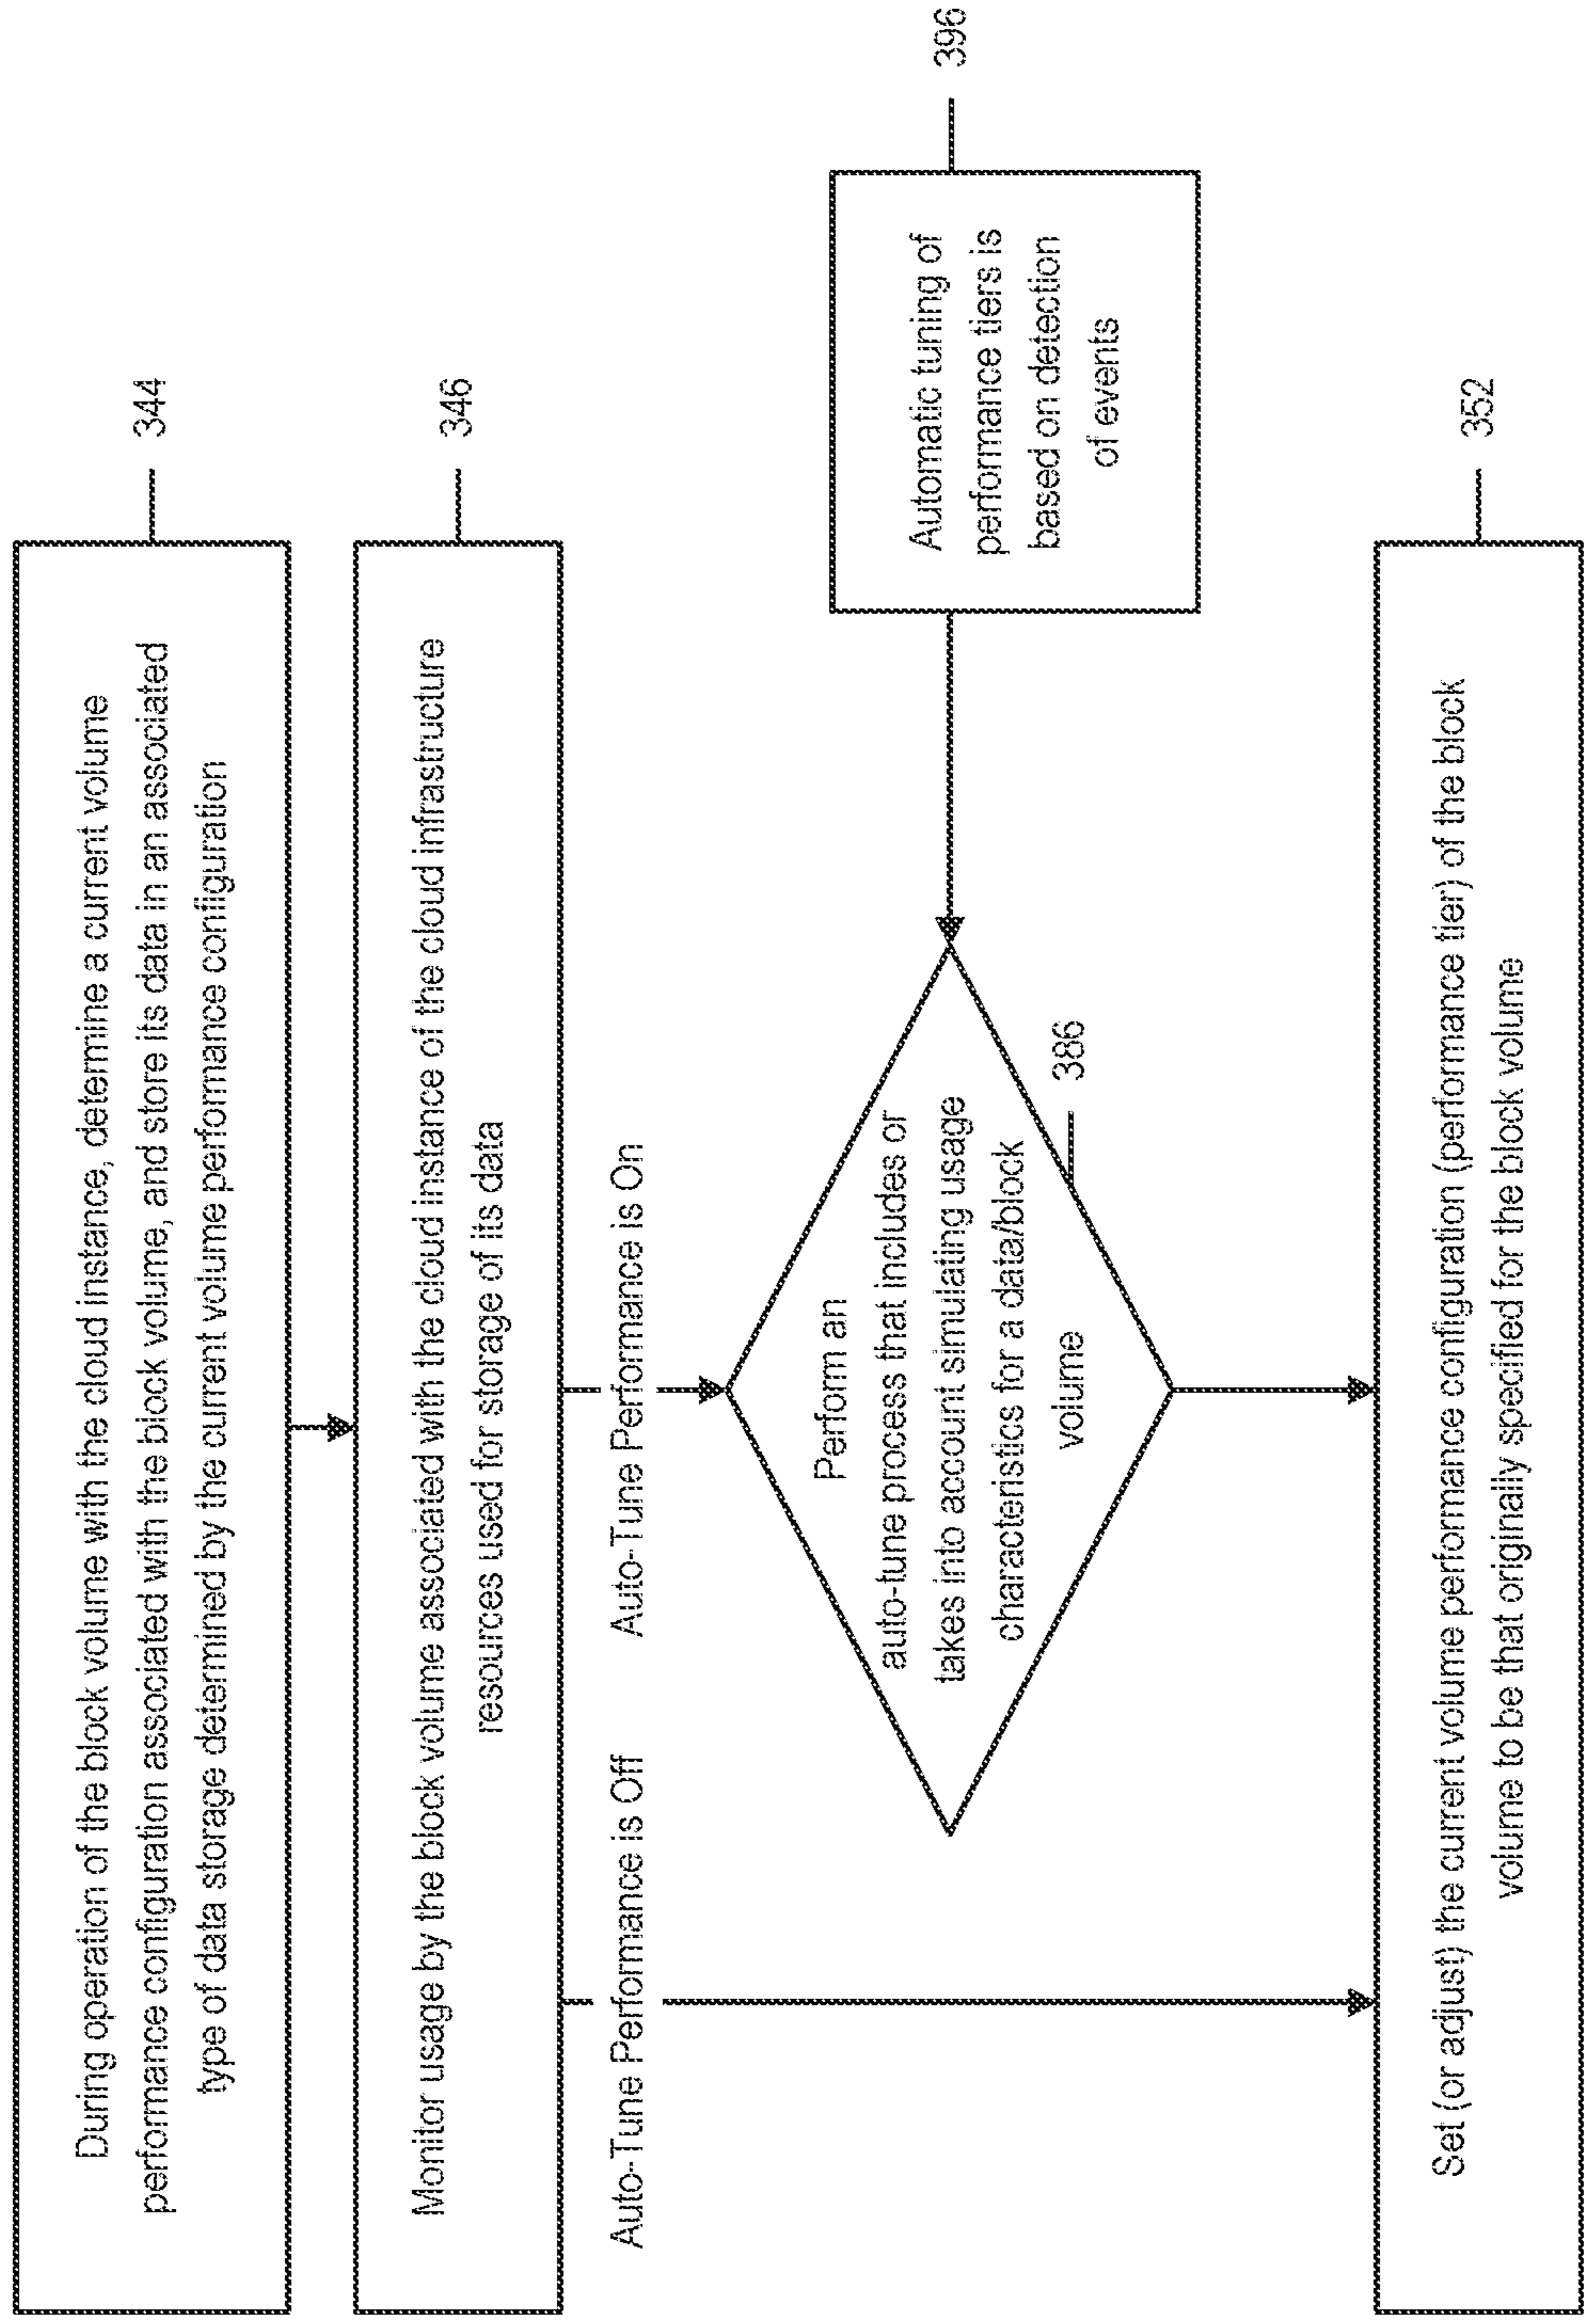 During operation of the block volume with the cloud instance, determine a current volume
performance configuration associated with the block volume, and store its data in an associated
type of data storage determined by the current volume performance configuration
344
Monitor usage by the block volume associated with the cloud instance of the cloud infrastructure
resources used for storage of its data
346
Auto-Tune Performance is Off
Auto-Tune Performance is On
Perform an
auto-tune process that includes or
takes into account simulating usage
characteristics for a data/block
volume
386
Automatic tuning of
performance tiers is
based on detection
of events
396
Set (or adjust) the current volume performance configuration (performance tier) of the block
volume to be that originally specified for the block volume
352